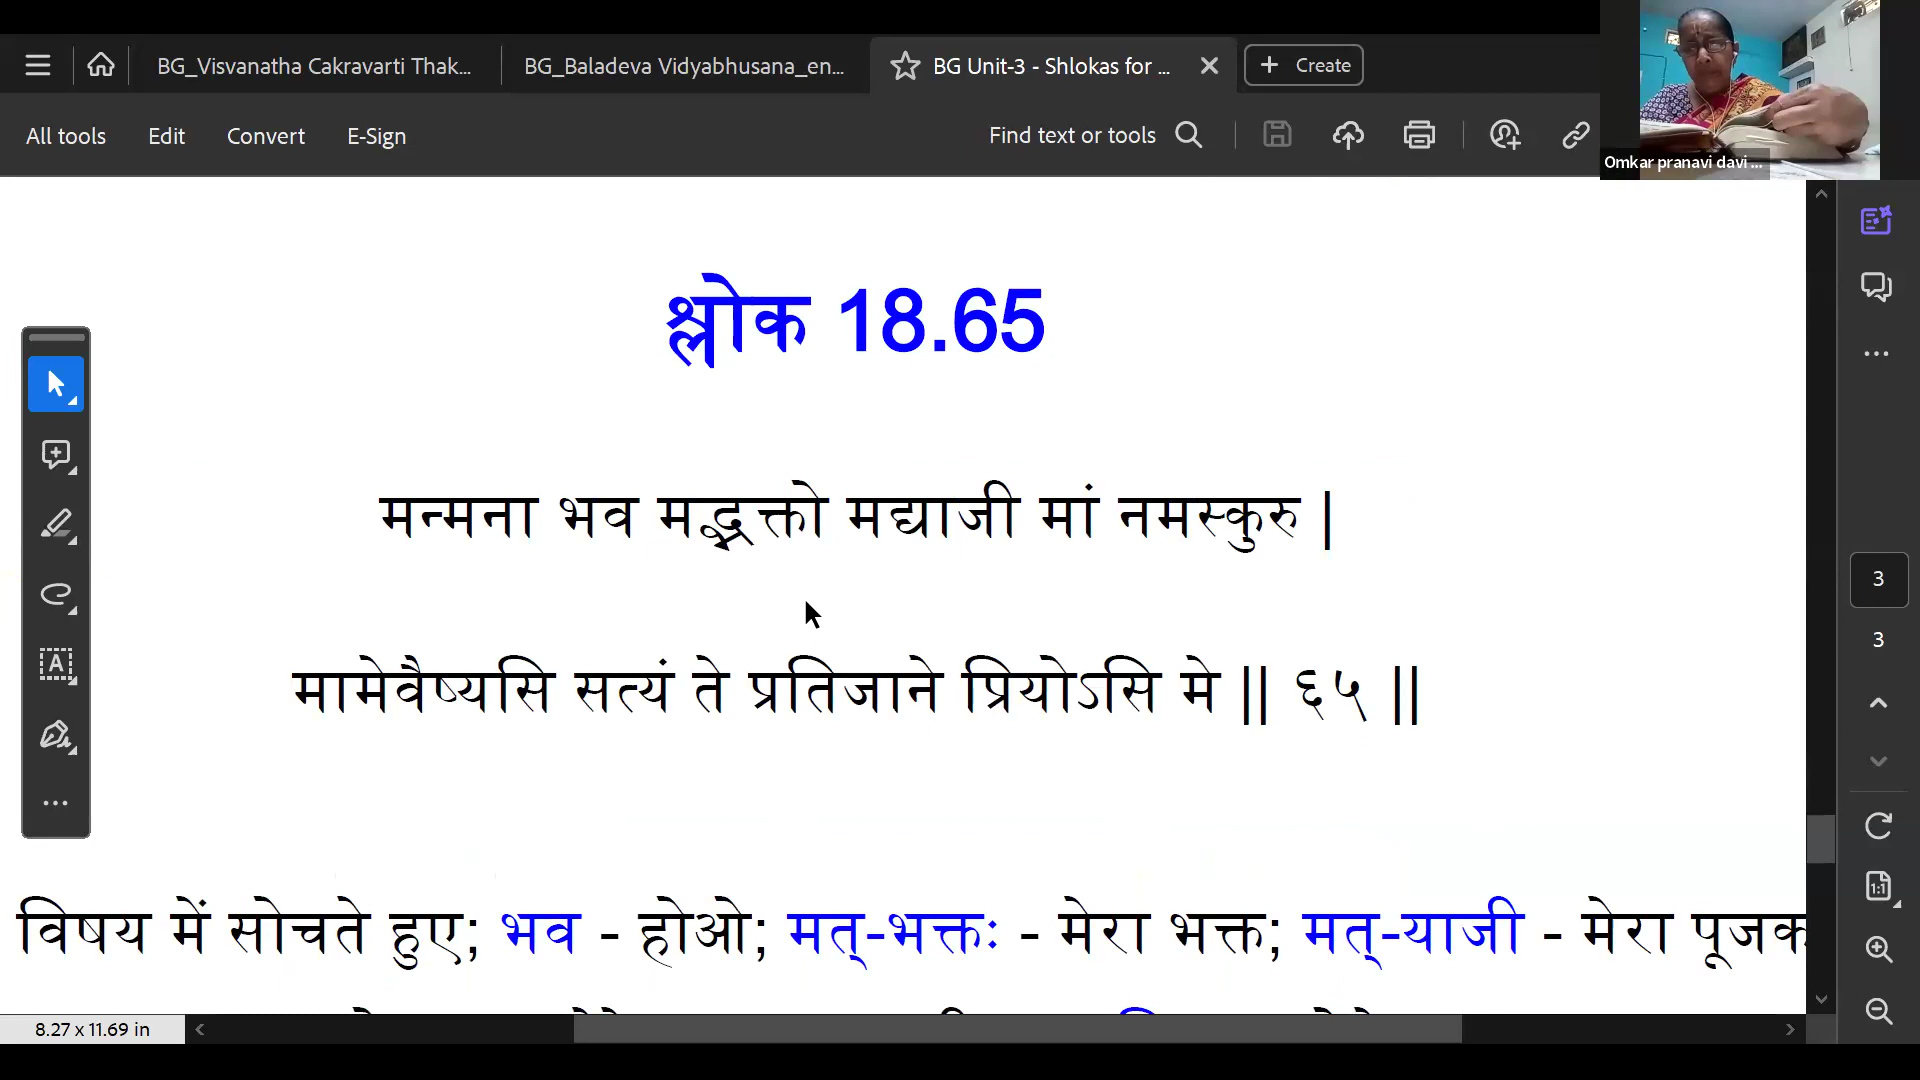 BG_Visvanatha Cakravarti Thak...
BG_Baladeva Vidyabhusana_en...
BG Unit-3 - Shlokas for ...
Create
All tools
Edit
Convert
E-Sign
Find text or tools
Omkar pranavi davi ...
श्लोक 18.65
मन्मना भव मद्भक्तो मद्याजी मां नमस्कुरु |
मामेवैष्यसि सत्यं ते प्रतिजाने प्रियोऽसि मे || ६५ ||
विषय में सोचते हुए; भव - होओ; मत्-भक्तः - मेरा भक्त; मत्-याजी - मेरा पूजक
3
3
1:1
8.27 x 11.69 in